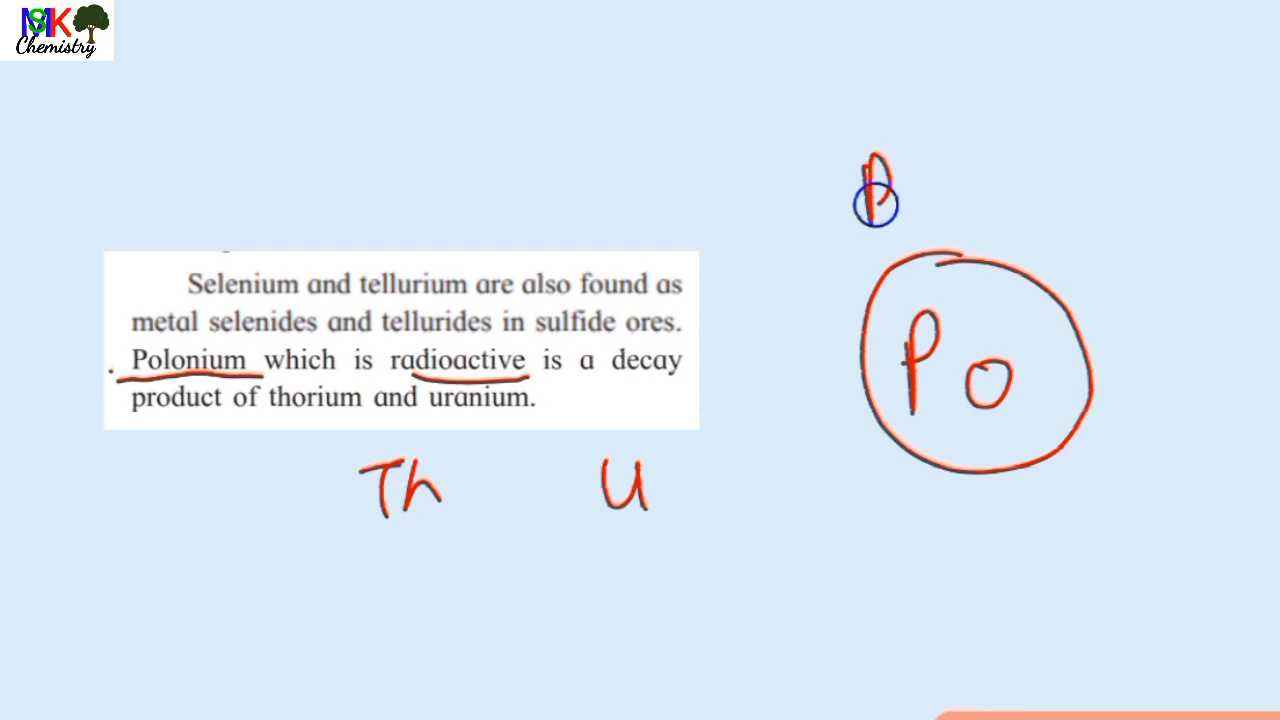 MSK
Chemistry
P
Selenium and tellurium are also found as
metal selenides and tellurides in sulfide ores.
Polonium which is radioactive is a decay
product of thorium and uranium.
Po
Th U